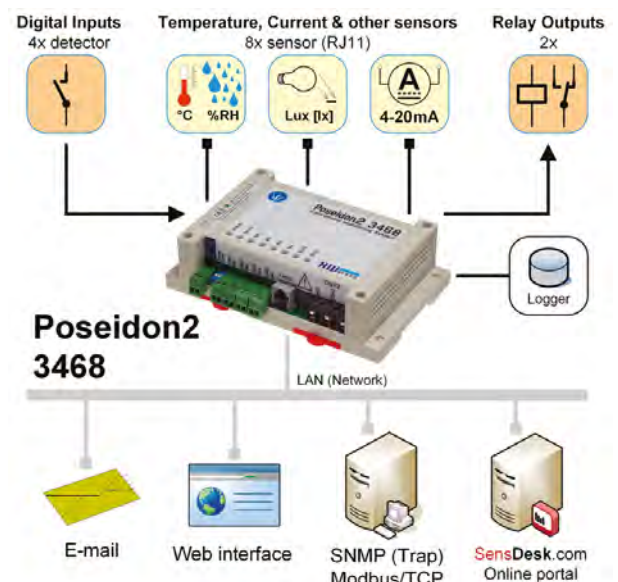 Digital Inputs
4x detector
Temperature, Current & other sensors
8x sensor (RJ11)
Relay Outputs
2x
°C %RH
Lux [lx]
A
4-20mA
Poseidon2 3468
HW
Logger
Poseidon2
3468
LAN (Network)
E-mail
Web interface
SNMP (Trap)
Modbus/TCP
SensDesk.com
Online portal